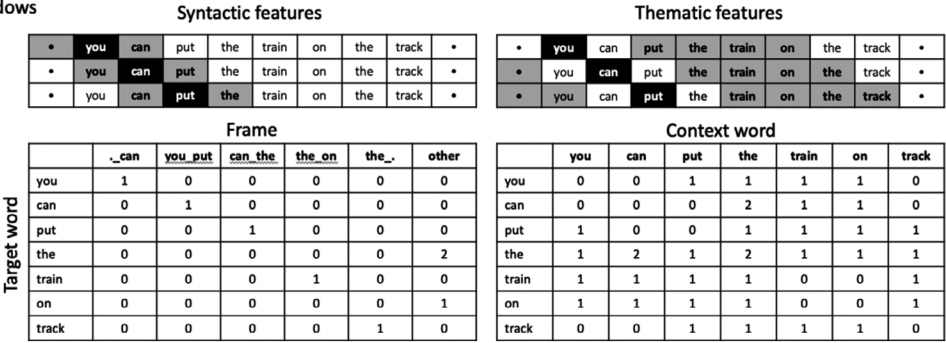 dows
Syntactic features Thematic features
• you can put the train on the track • • you can put the train on the track •
• you can put the train on the track • • you can put the train on the track •
• you can put the train on the track • • you can put the train on the track •
Frame Context word
._can you_put can_the the_on the_. other you can put the train on track
you 1 0 0 0 0 0 you 0 0 1 1 1 1 0
can 0 1 0 0 0 0 can 0 0 0 2 1 1 0
put 0 0 1 0 0 0 put 1 0 0 1 1 1 1
the 0 0 0 0 0 2 the 1 2 1 2 1 1 1
train 0 0 0 1 0 0 train 1 1 1 1 0 0 1
on 0 0 0 0 0 1 on 1 1 1 1 0 0 1
track 0 0 0 0 1 0 track 0 0 1 1 1 1 0
Target word